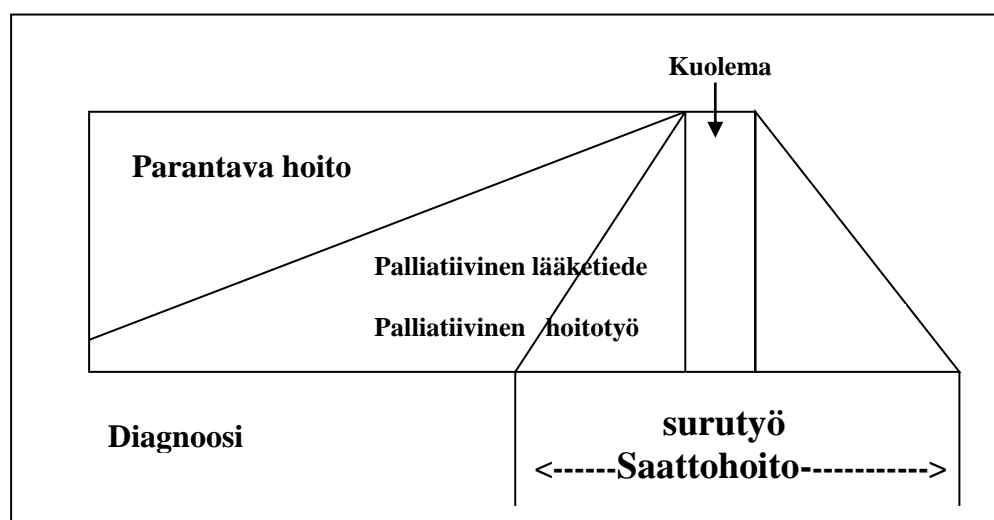 Kuolema
Parantava hoito
Palliatiivinen lääketiede
Palliatiivinen hoitotyö
Diagnoosi
surutyö
<------Saattohoito------------>